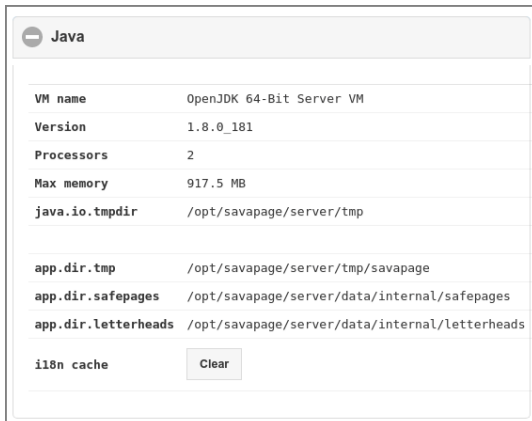 Java
VM name OpenJDK 64-Bit Server VM
Version 1.8.0_181
Processors 2
Max memory 917.5 MB
java.io.tmpdir /opt/savapage/server/tmp
app.dir.tmp /opt/savapage/server/tmp/savapage
app.dir.safepages /opt/savapage/server/data/internal/safepages
app.dir.letterheads /opt/savapage/server/data/internal/letterheads
i18n cache Clear